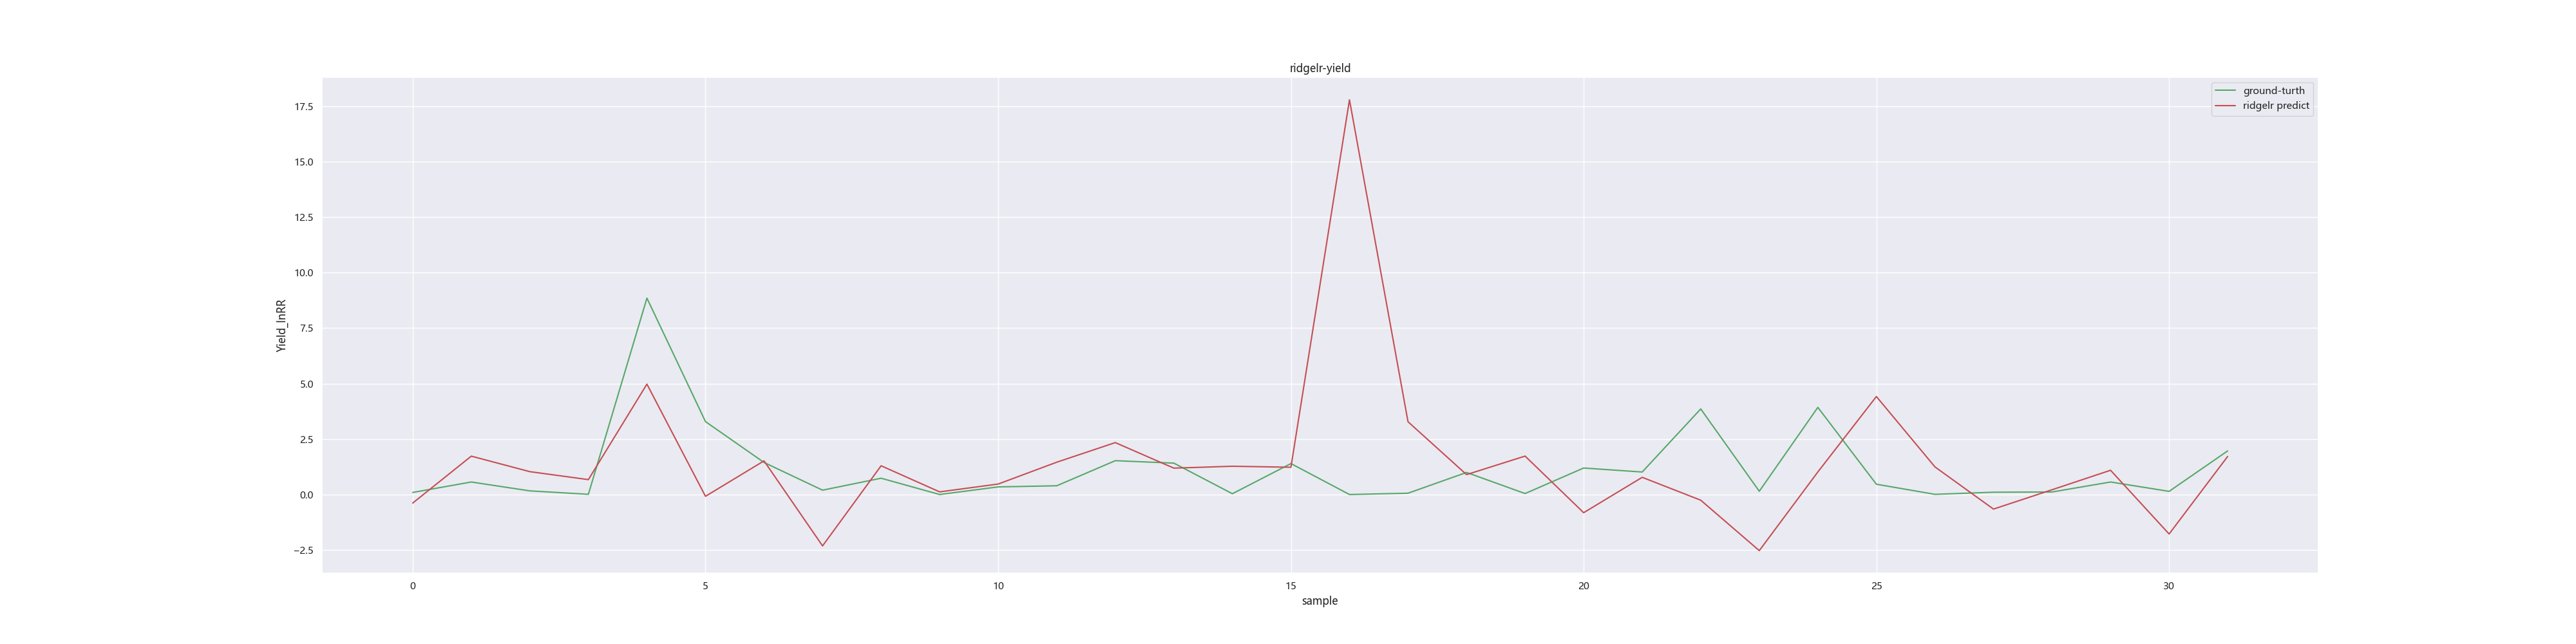 ridgelr-yield
ground-turth
ridgelr predict
17.5
15.0
12.5
10.0
7.5
5.0
2.5
0.0
−2.5
Yield_lnRR
0 5 10 15 20 25 30
sample